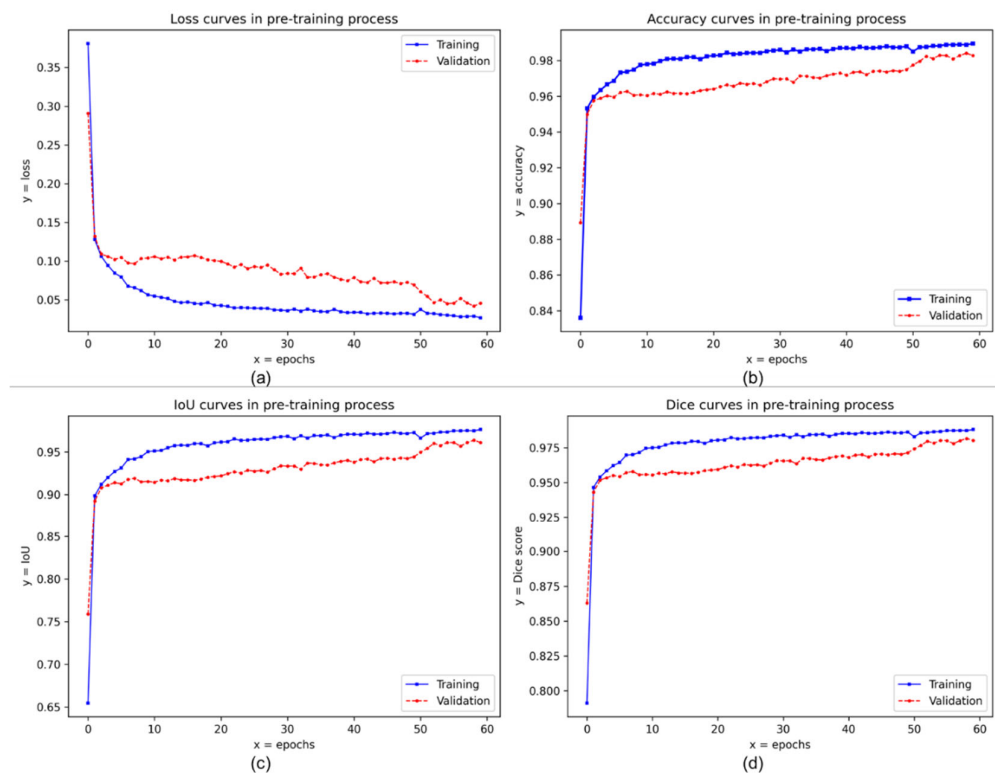 Loss curves in pre-training process
Training
Validation
y = loss
0.35
0.30
0.25
0.20
0.15
0.10
0.05
0 10 20 30 40 50 60
x = epochs
(a)
Accuracy curves in pre-training process
y = accuracy
0.98
0.96
0.94
0.92
0.90
0.88
0.86
0.84
Training
Validation
0 10 20 30 40 50 60
x = epochs
(b)
IoU curves in pre-training process
y = IoU
0.95
0.90
0.85
0.80
0.75
0.70
0.65
Training
Validation
0 10 20 30 40 50 60
x = epochs
(c)
Dice curves in pre-training process
y = Dice score
0.975
0.950
0.925
0.900
0.875
0.850
0.825
0.800
Training
Validation
0 10 20 30 40 50 60
x = epochs
(d)